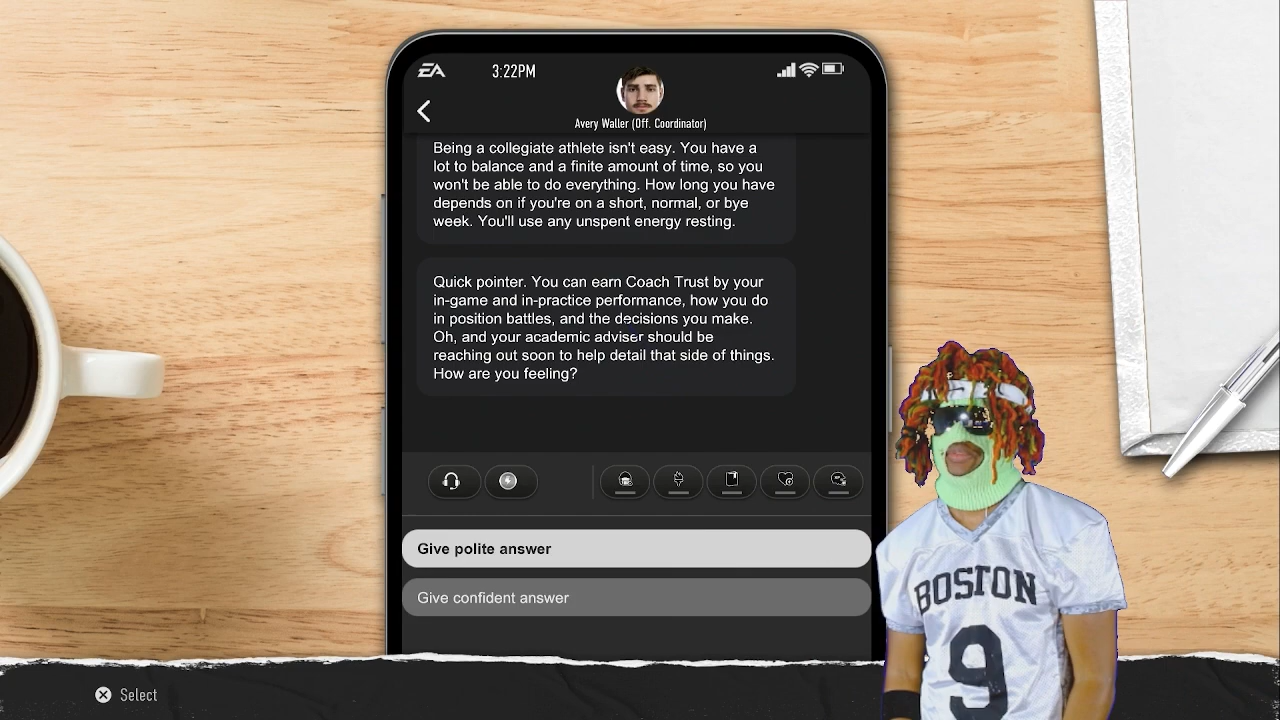 EA
3:22PM
Avery Waller (Off. Coordinator)
Being a collegiate athlete isn't easy. You have a
lot to balance and a finite amount of time, so you
won't be able to do everything. How long you have
depends on if you're on a short, normal, or bye
week. You'll use any unspent energy resting.
Quick pointer. You can earn Coach Trust by your
in-game and in-practice performance, how you do
in position battles, and the decisions you make.
Oh, and your academic adviser should be
reaching out soon to help detail that side of things.
How are you feeling?
Give polite answer
Give confident answer
BOSTON
9
Select